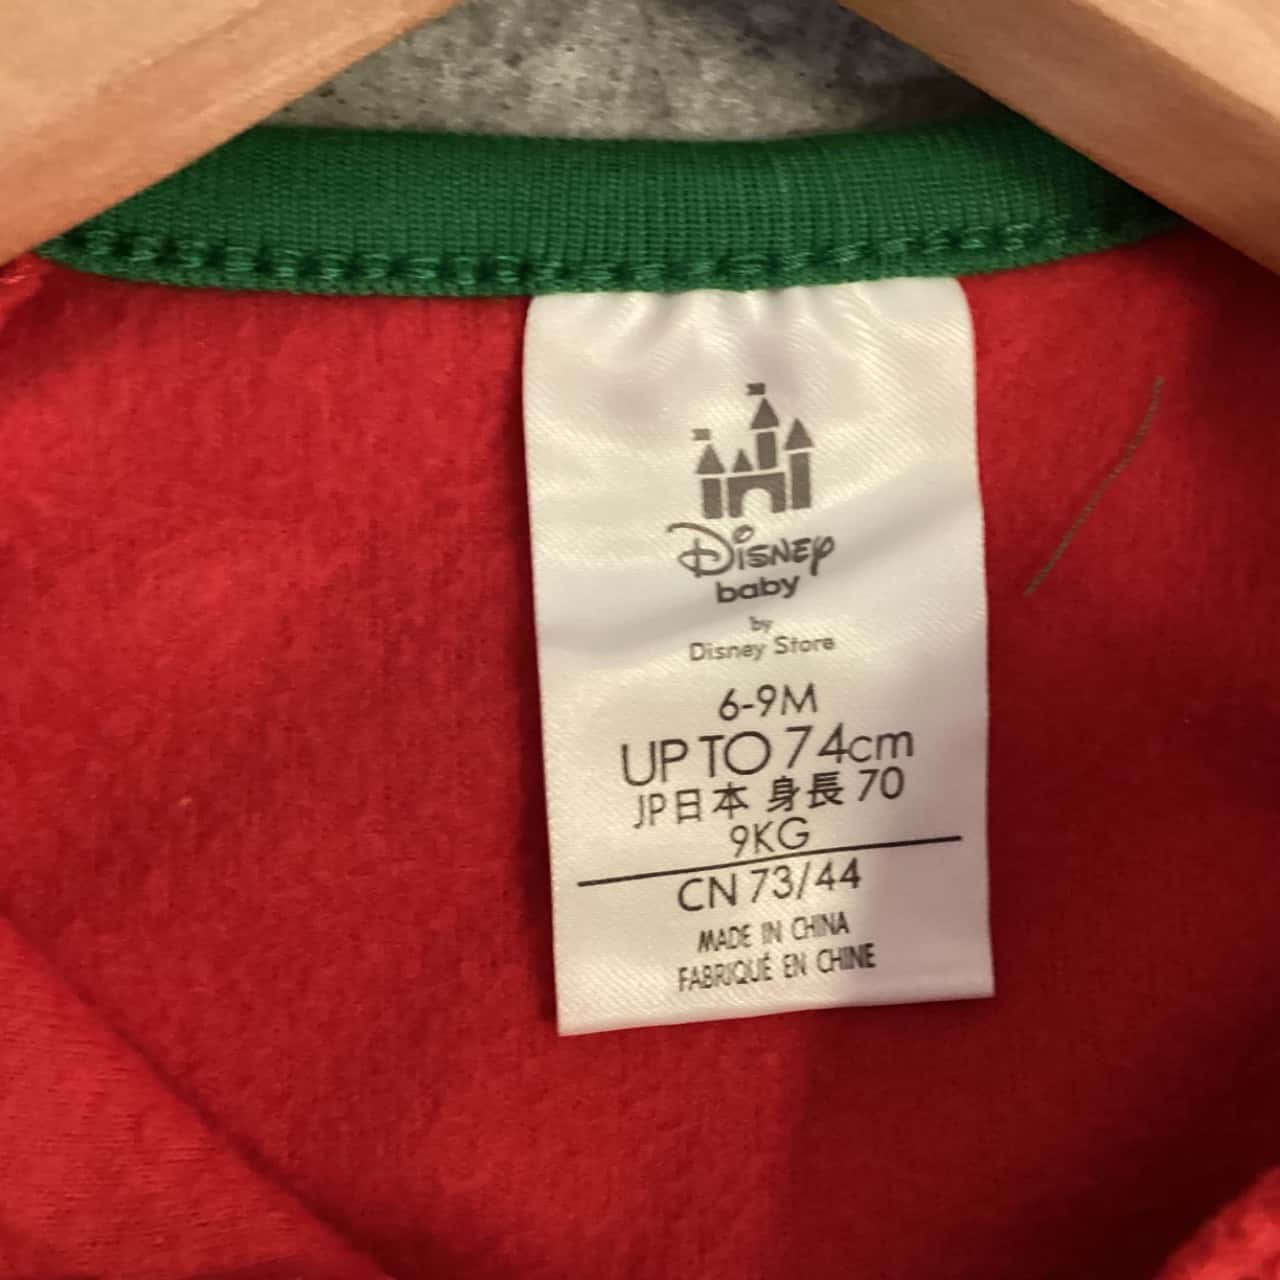 Disney
baby
by
Disney Store
6-9M
UP TO 74cm
JP日本 身長 70
9KG
CN 73/44
MADE IN CHINA
FABRIQUÉ EN CHINE